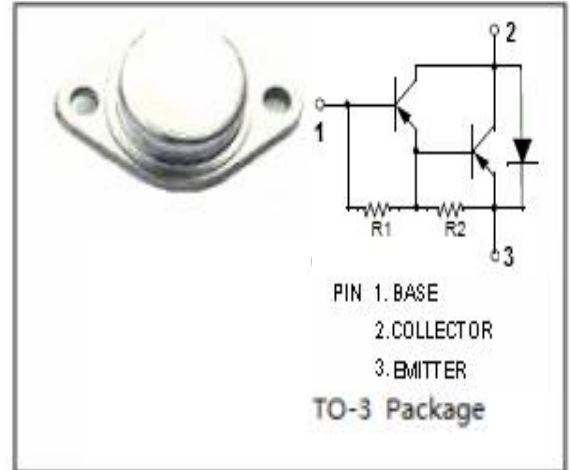 2
1
R1 R2
3
PIN 1. BASE
2. COLLECTOR
3. EMITTER
TO-3 Package